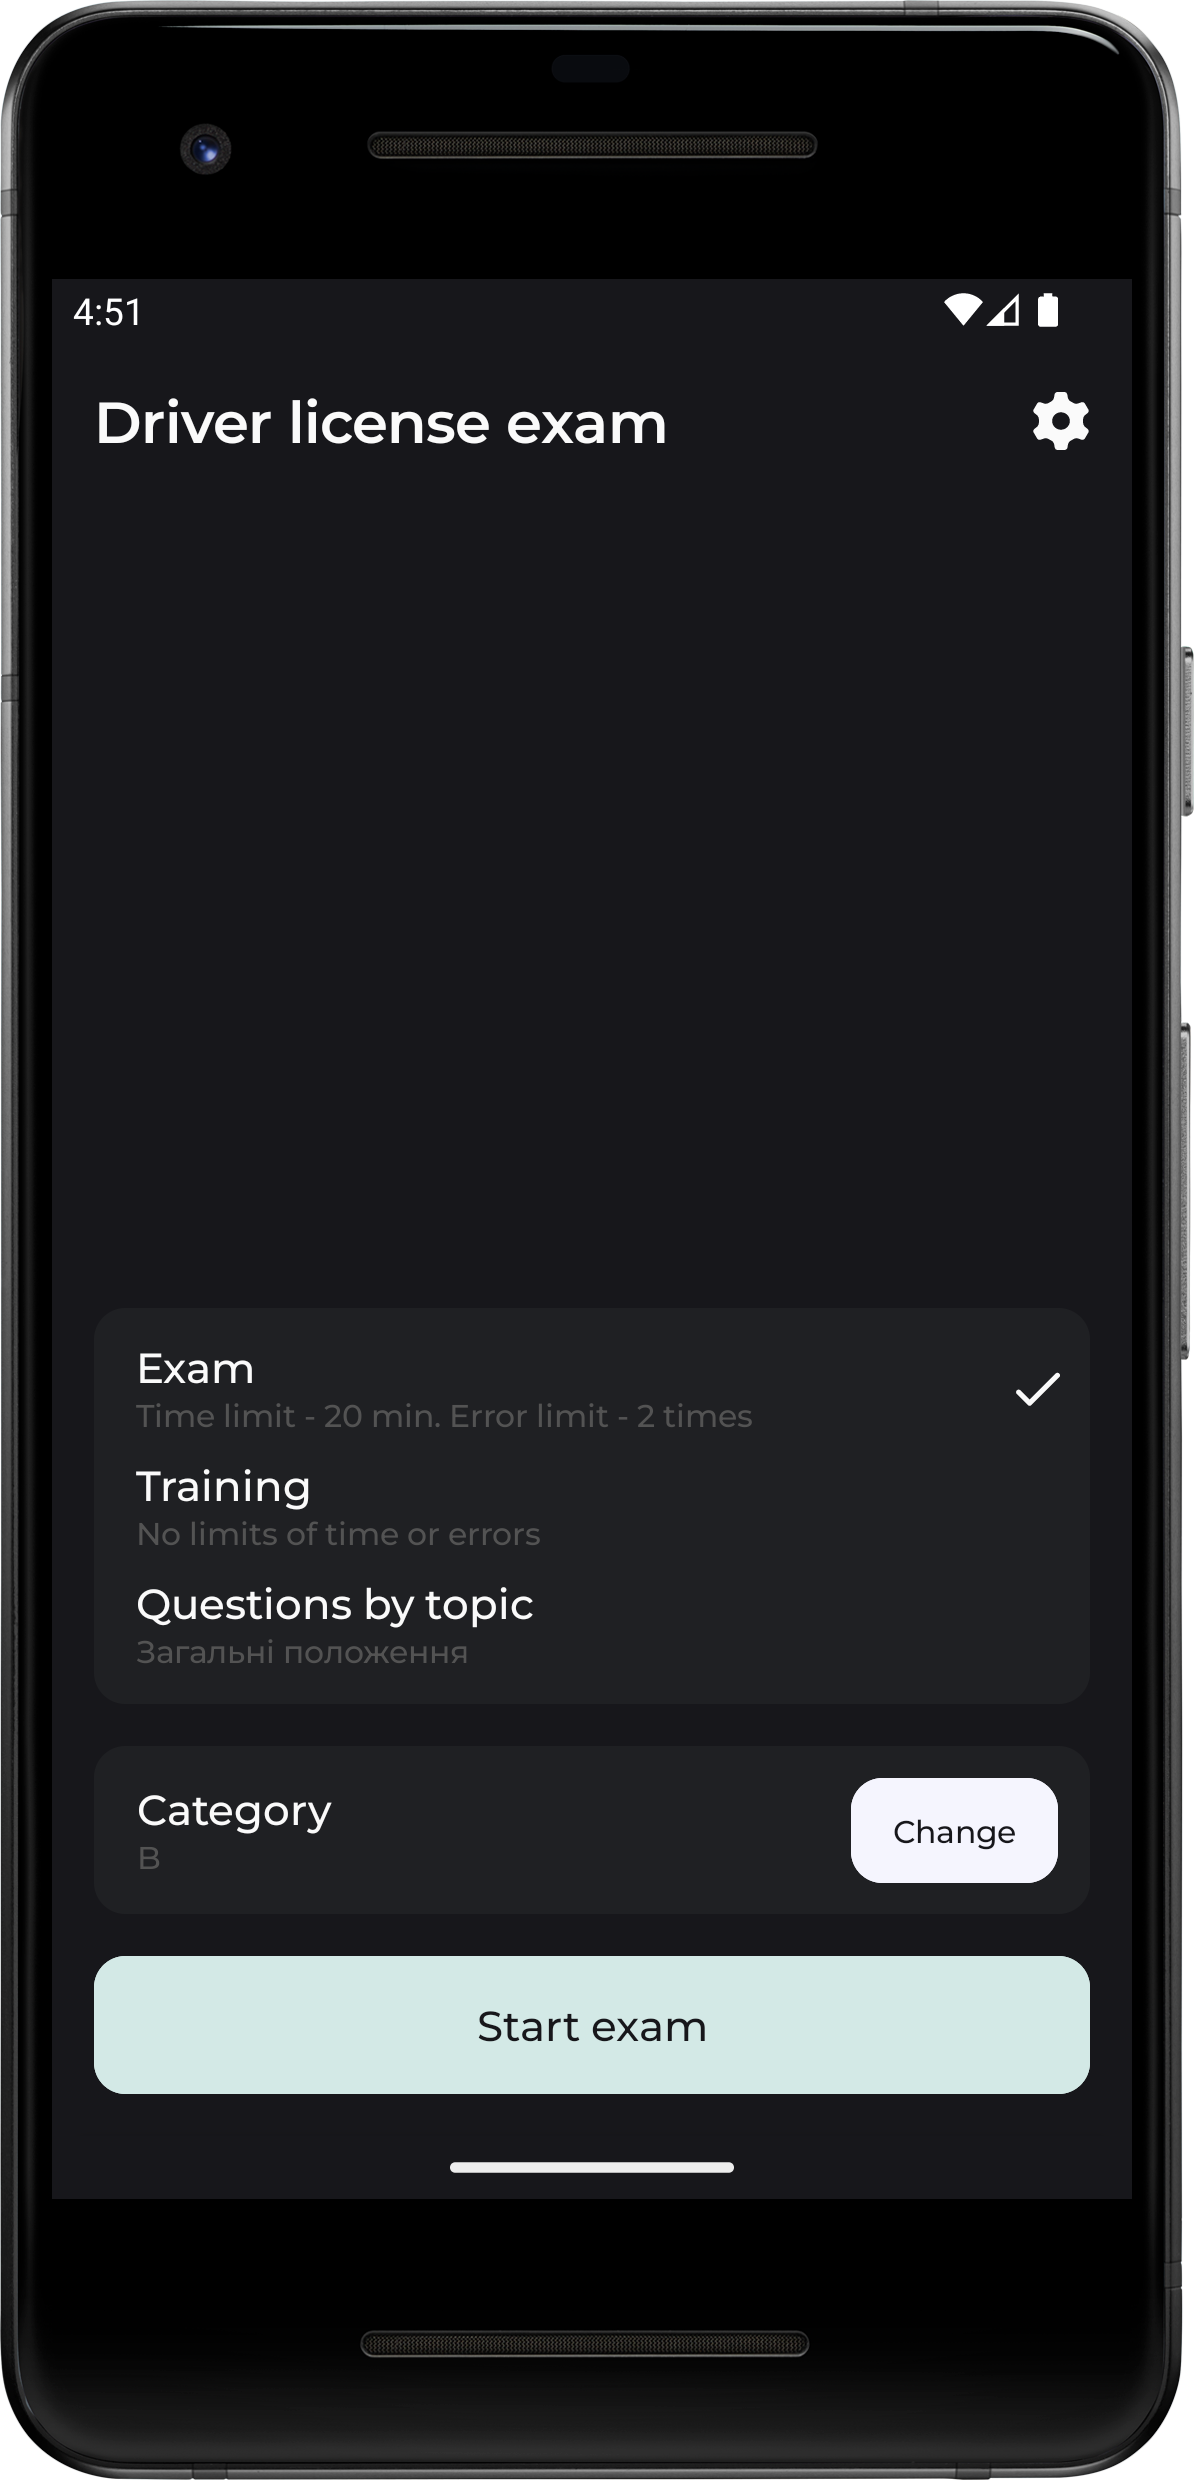 4:51
Driver license exam
Exam
Time limit - 20 min. Error limit - 2 times
Training
No limits of time or errors
Questions by topic
Загальні положення
Category
B
Change
Start exam